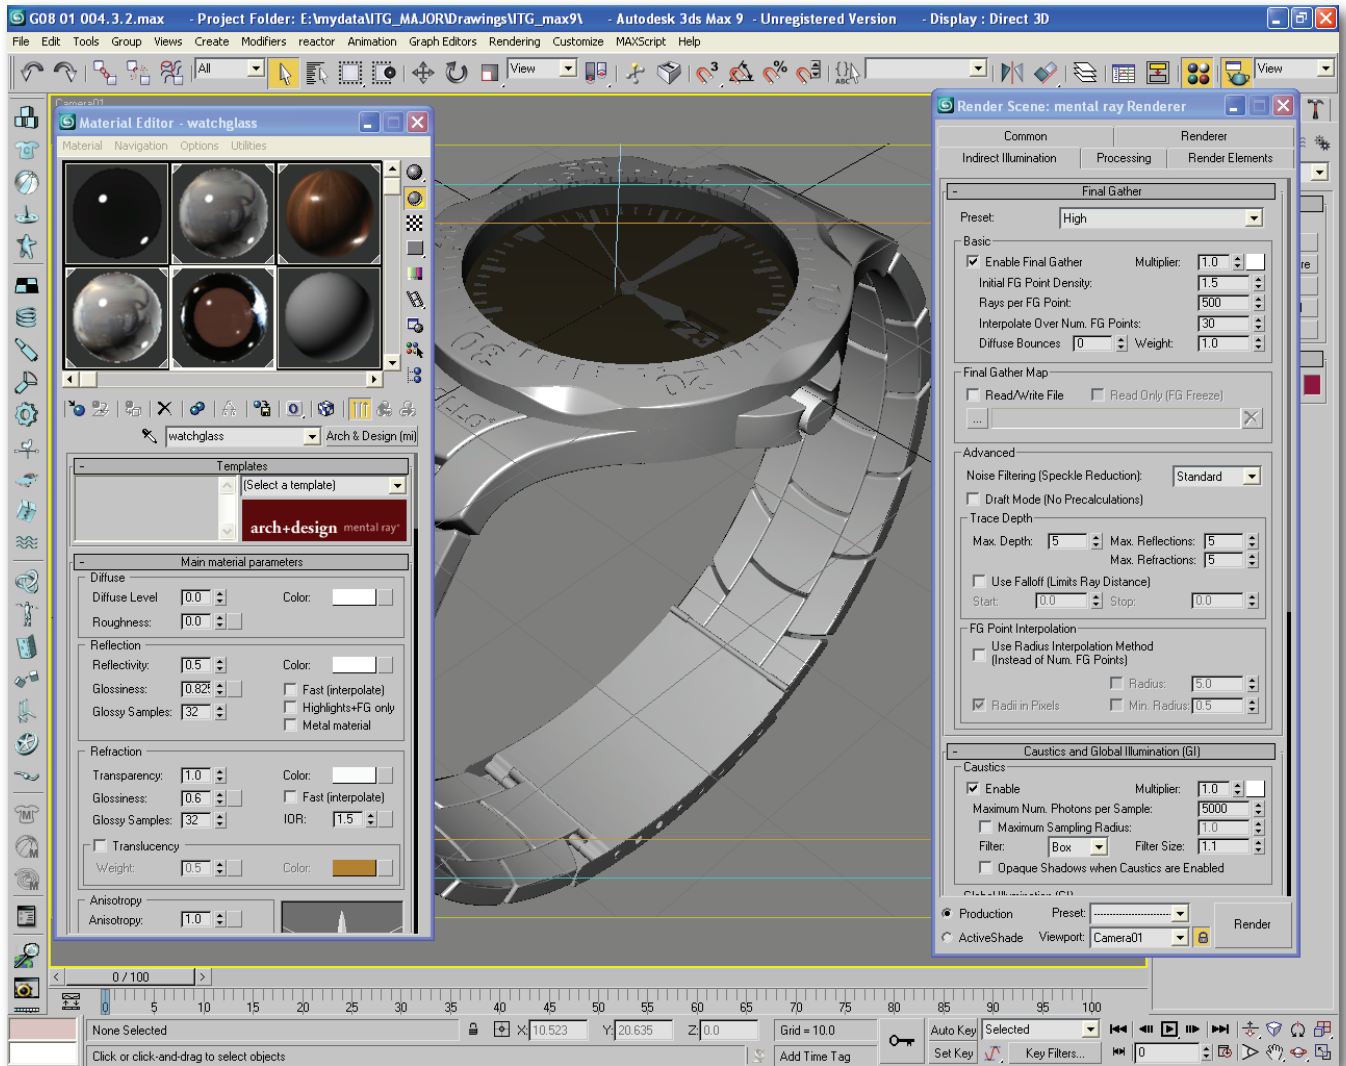 G08 01 004.3.2.max - Project Folder: E:\mydata\ITG_MAJOR\Drawings\ITG_max9\ - Autodesk 3ds Max 9 - Unregistered Version - Display : Direct 3D
File Edit Tools Group Views Create Modifiers reactor Animation Graph Editors Rendering Customize MAXScript Help
All View View
Camera01
Material Editor - watchglass
Material Navigation Options Utilities
watchglass Arch & Design (mi)
Templates
(Select a template)
arch+design mental ray
Main material parameters
Diffuse
Diffuse Level 0.0 Color:
Roughness: 0.0
Reflection
Reflectivity: 0.5 Color:
Glossiness: 0.825 Fast (interpolate)
Highlights+FG only
Glossy Samples: 32
Metal material
Refraction
Transparency: 1.0 Color:
Glossiness: 0.6 Fast (interpolate)
Glossy Samples: 32 IOR: 1.5
Translucency
Weight: 0.5 Color:
Anisotropy
Anisotropy: 1.0
10
20
30
Render Scene: mental ray Renderer
Common Renderer
Indirect Illumination Processing Render Elements
Final Gather
Preset: High
Basic
Enable Final Gather Multiplier: 1.0
Initial FG Point Density: 1.5
Rays per FG Point: 500
Interpolate Over Num. FG Points: 30
Diffuse Bounces 0 Weight: 1.0
Final Gather Map
Read/Write File Read Only (FG Freeze)
...
Advanced
Noise Filtering (Speckle Reduction): Standard
Draft Mode (No Precalculations)
Trace Depth
Max. Depth: 5 Max. Reflections: 5
Max. Refractions: 5
Use Falloff (Limits Ray Distance)
Start: 0.0 Stop: 0.0
FG Point Interpolation
Use Radius Interpolation Method
(Instead of Num. FG Points)
Radius: 5.0
Radii in Pixels Min. Radius: 0.5
Caustics and Global Illumination (GI)
Caustics
Enable Multiplier: 1.0
Maximum Num. Photons per Sample: 5000
Maximum Sampling Radius: 1.0
Filter: Box Filter Size: 1.1
Opaque Shadows when Caustics are Enabled
Global Illumination (GI)
Production Preset: Render
ActiveShade Viewport: Camera01
0 / 100
0 5 10 15 20 25 30 35 40 45 50 55 60 65 70 75 80 85 90 95 100
None Selected X: 10.523 Y: 20.635 Z: 0.0 Grid = 10.0 Auto Key Selected
Click or click-and-drag to select objects Add Time Tag Set Key Key Filters... 0